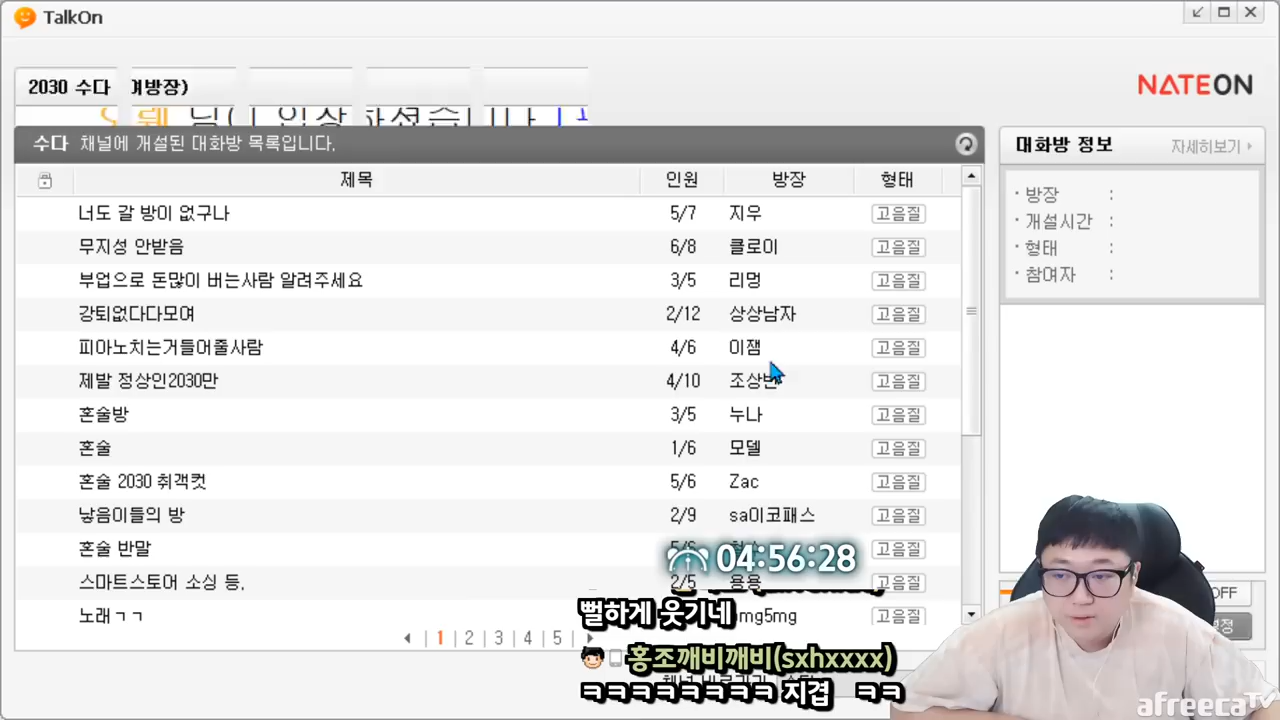 TalkOn
2030 수다
NATEON
수다 채널에 개설된 대화방 목록입니다.
대화방 정보 자세히보기
제목 인원 방장 형태
너도 갈 방이 없구나 5/7 지우 고음질
무지성 안받음 6/8 클로이 고음질
부업으로 돈많이 버는사람 알려주세요 3/5 리멍 고음질
강퇴없다다모여 2/12 상상남자 고음질
피아노치는거들어줄사람 4/6 이잼 고음질
제발 정상인2030만 4/10 조상번 고음질
혼술방 3/5 누나 고음질
혼술 1/6 모델 고음질
혼술 2030 취객컷 5/6 Zac 고음질
낳음이들의 방 2/9 sa이코패스 고음질
혼술 반말 고음질
스마트스토어 소싱 등, 2/5 용용 고음질
노래ㄱㄱ mg5mg 고음질
1 2 3 4 5
· 방장 :
· 개설시간 :
· 형태 :
· 참여자 :
04:56:28
뻘하게 웃기네
홍조깨비깨비(sxhxxxx)
ㅋㅋㅋㅋㅋㅋㅋㅋ 지겹 ㅋㅋ
afreecaTV